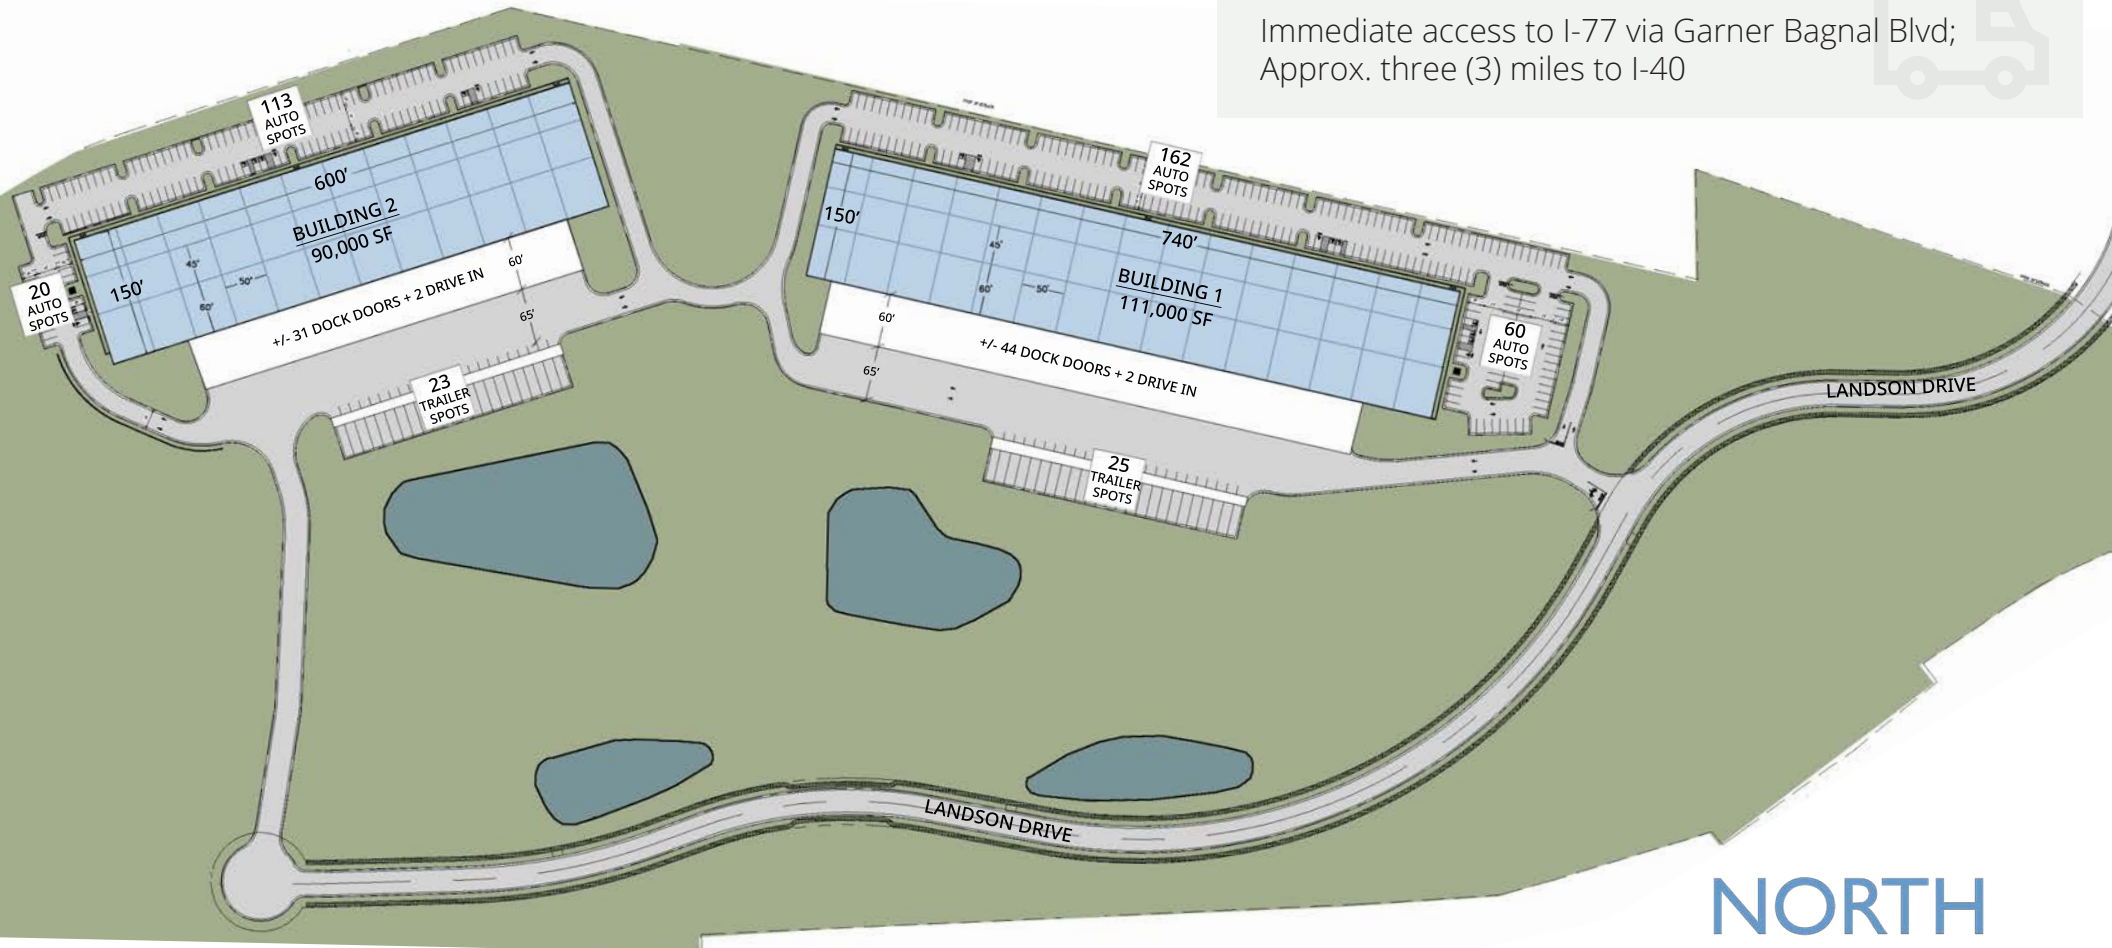 Immediate access to I-77 via Garner Bagnal Blvd;
Approx. three (3) miles to I-40
113
AUTO
SPOTS
600’
BUILDING 2
90,000 SF
150’
45’
50’
60’
60’
65’
+/- 31 DOCK DOORS + 2 DRIVE IN
20
AUTO
SPOTS
23
TRAILER
SPOTS
162
AUTO
SPOTS
150’
740’
BUILDING 1
111,000 SF
45’
60’
50’
60’
65’
+/- 44 DOCK DOORS + 2 DRIVE IN
60
AUTO
SPOTS
25
TRAILER
SPOTS
LANDSON DRIVE
LANDSON DRIVE
NORTH